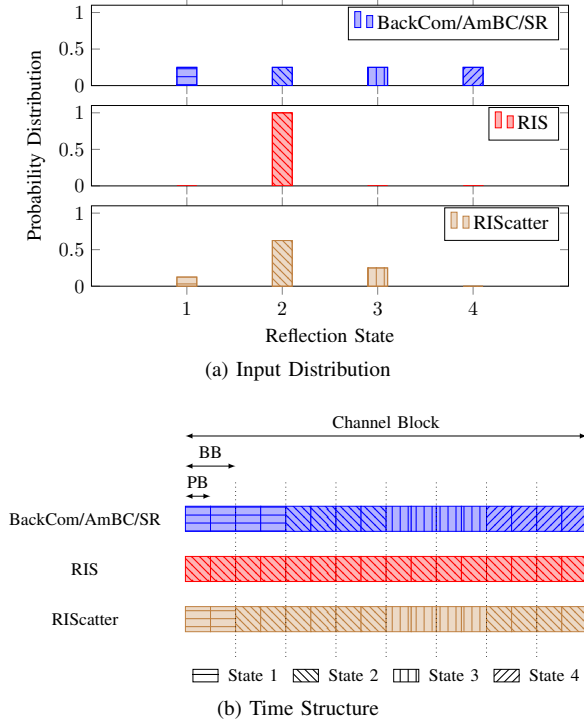 1
0.5
0
BackCom/AmBC/SR
1
0.5
0
RIS
1
0.5
0
RIScatter
Probability Distribution
1 2 3 4 5
Reflection State
(a) Input Distribution
Channel Block
BB
PB
BackCom/AmBC/SR
RIS
RIScatter
State 1 State 2 State 3 State 4
(b) Time Structure